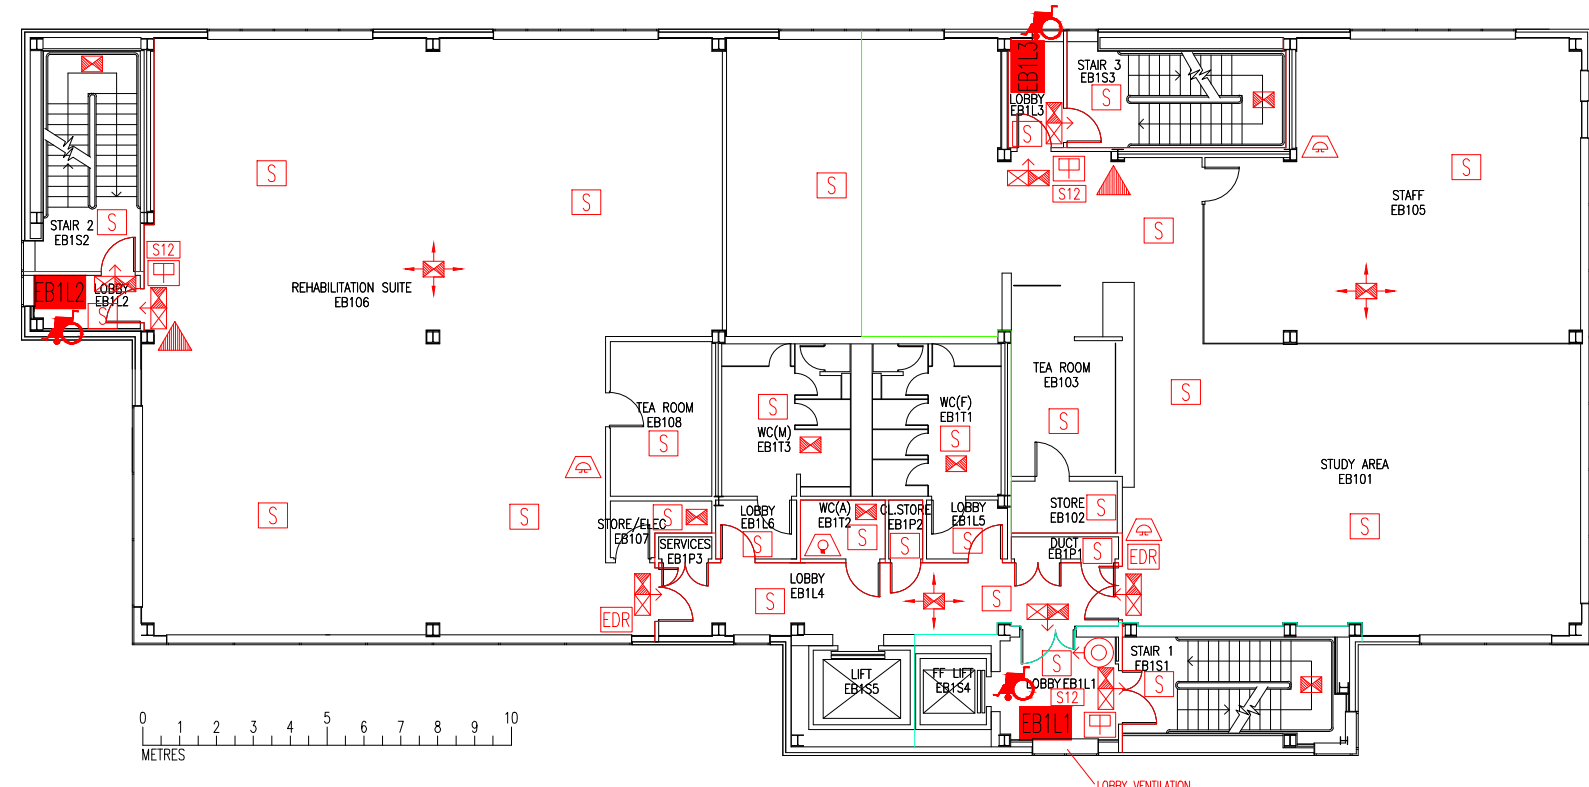 EB1L3
STAIR 3
EB1S3
LOBBY
EB1L3
S
S
S12
S
S
S
S
S
STAFF
EB105
STAIR 2
EB1S2
S
S12
S
EB1L2
LOBBY
EB1L2
S
REHABILITATION SUITE
EB106
TEA ROOM
EB103
S
S
TEA ROOM
EB108
S
S
WC(M)
EB1T3
WC(F)
EB1T1
S
STUDY AREA
EB101
S
S
STORE/ELEC
EB107
S
LOBBY
EB1L6
S
WC(A)
EB1T2
S
CL.STORE
EB1P2
S
LOBBY
EB1L5
S
STORE
EB102
S
S
SERVICES
EB1P3
DUCT
EB1P1
S
EDR
EDR
LOBBY
EB1L4
S
S
LIFT
EB1S5
FF LIFT
EB1S4
S
LOBBY EB1L1
S12
EB1L1
STAIR 1
EB1S1
S
0 1 2 3 4 5 6 7 8 9 10
METRES
LOBBY VENTILATION